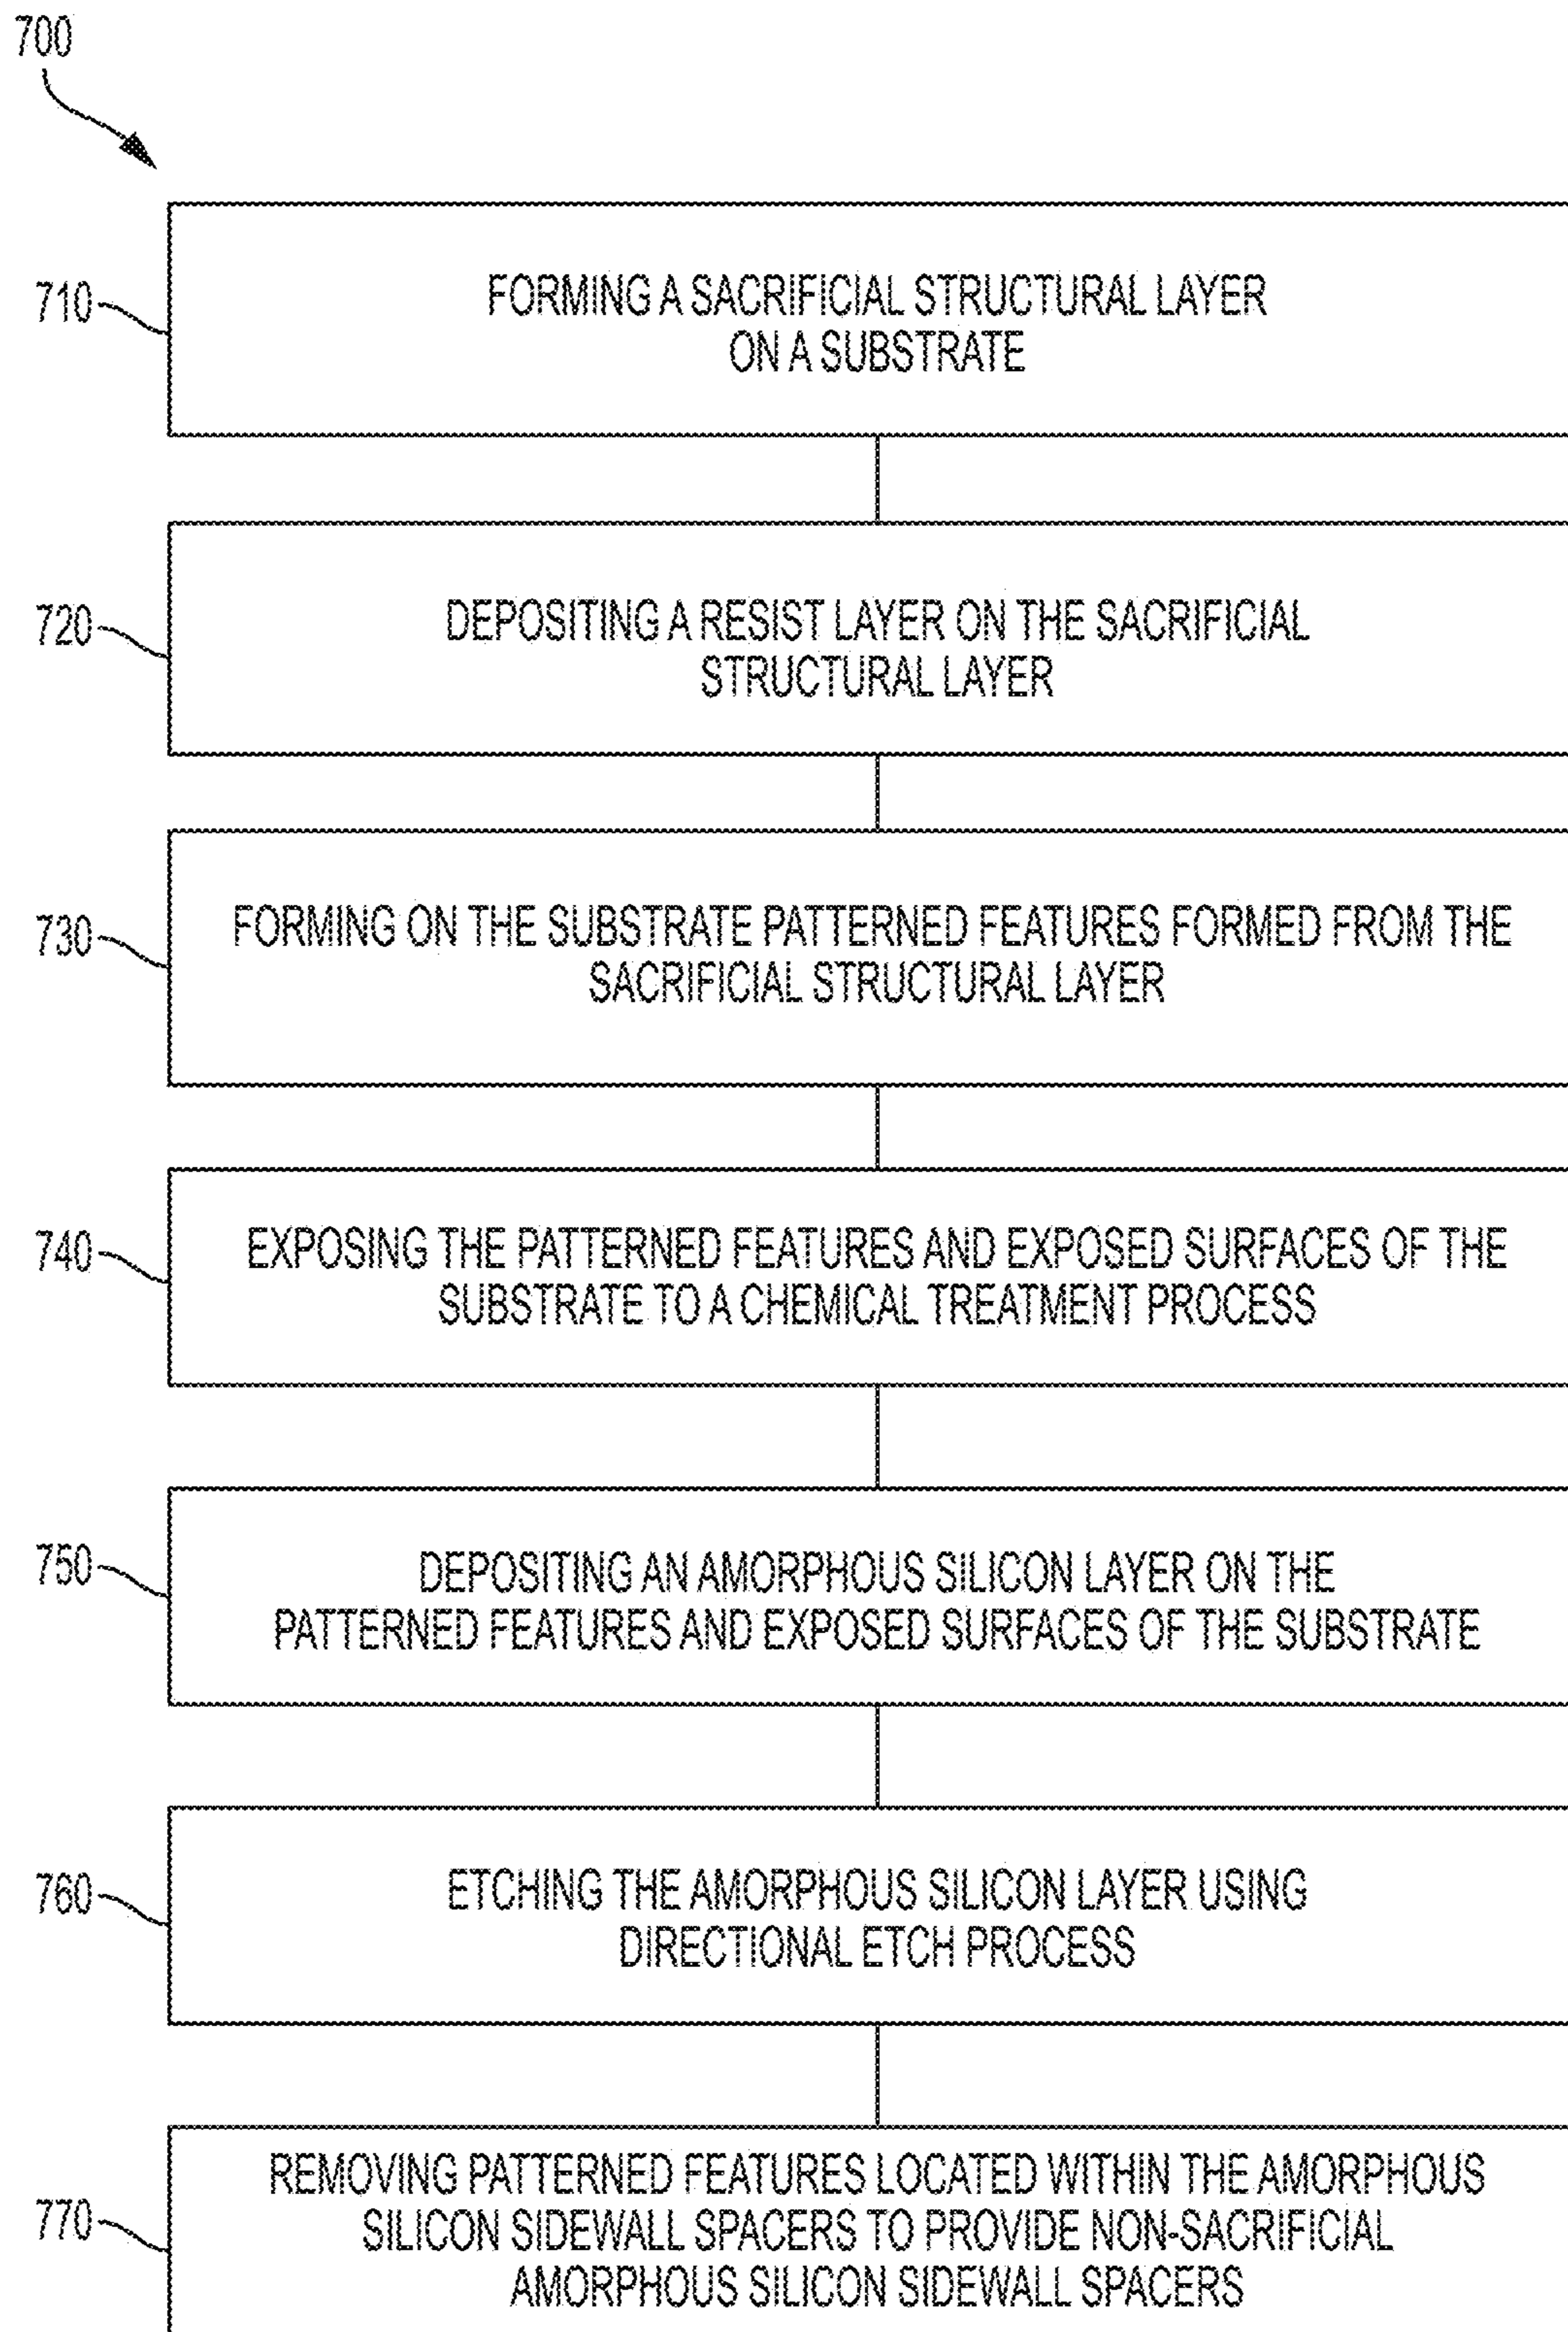 700
710
FORMING A SACRIFICIAL STRUCTURAL LAYER
ON A SUBSTRATE
720
DEPOSITING A RESIST LAYER ON THE SACRIFICIAL
STRUCTURAL LAYER
730
FORMING ON THE SUBSTRATE PATTERNED FEATURES FORMED FROM THE
SACRIFICIAL STRUCTURAL LAYER
740
EXPOSING THE PATTERNED FEATURES AND EXPOSED SURFACES OF THE
SUBSTRATE TO A CHEMICAL TREATMENT PROCESS
750
DEPOSITING AN AMORPHOUS SILICON LAYER ON THE
PATTERNED FEATURES AND EXPOSED SURFACES OF THE SUBSTRATE
760
ETCHING THE AMORPHOUS SILICON LAYER USING
DIRECTIONAL ETCH PROCESS
770
REMOVING PATTERNED FEATURES LOCATED WITHIN THE AMORPHOUS
SILICON SIDEWALL SPACERS TO PROVIDE NON-SACRIFICIAL
AMORPHOUS SILICON SIDEWALL SPACERS